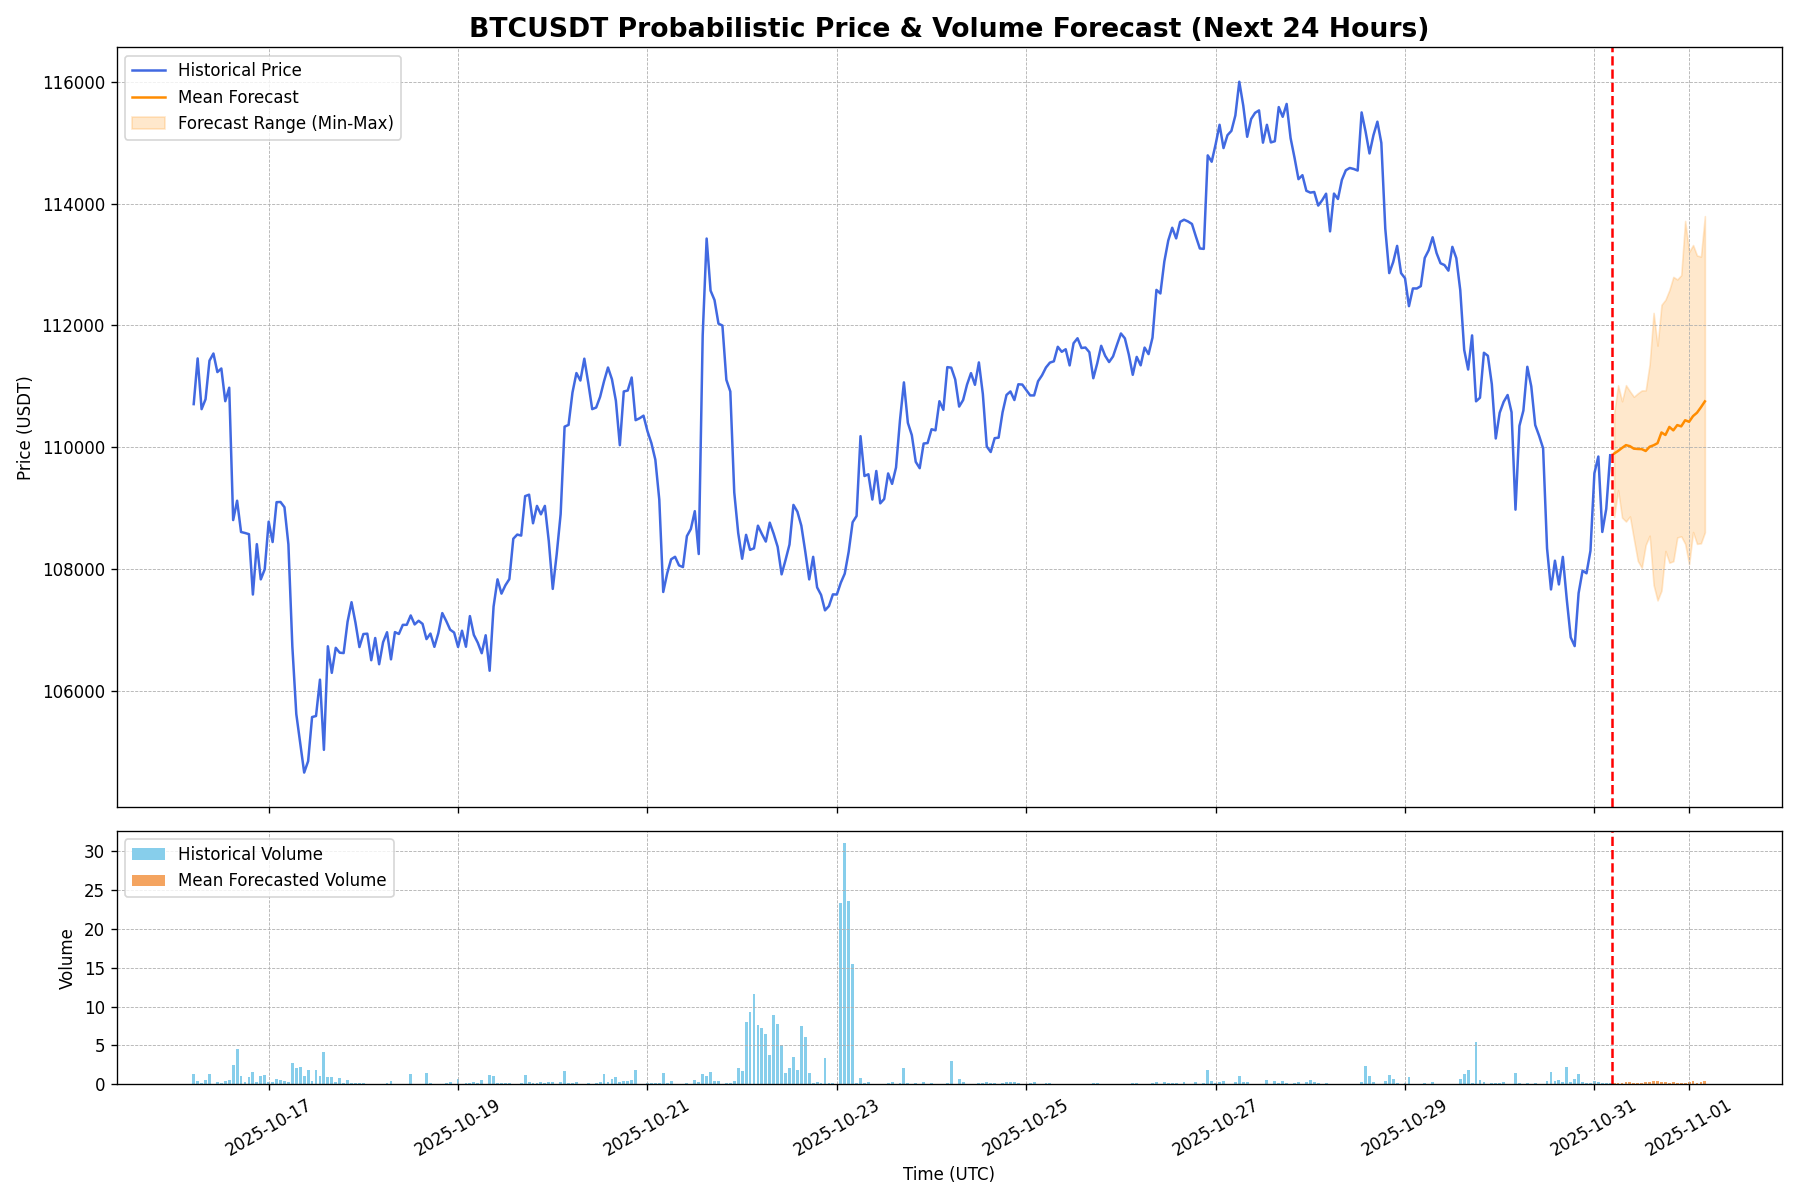 BTCUSDT Probabilistic Price & Volume Forecast (Next 24 Hours)
Historical Price
Mean Forecast
Forecast Range (Min-Max)
116000
114000
112000
110000
108000
106000
Price (USDT)
Historical Volume
Mean Forecasted Volume
30
25
20
15
10
5
0
Volume
2025-10-17
2025-10-19
2025-10-21
2025-10-23
2025-10-25
2025-10-27
2025-10-29
2025-10-31
2025-11-01
Time (UTC)